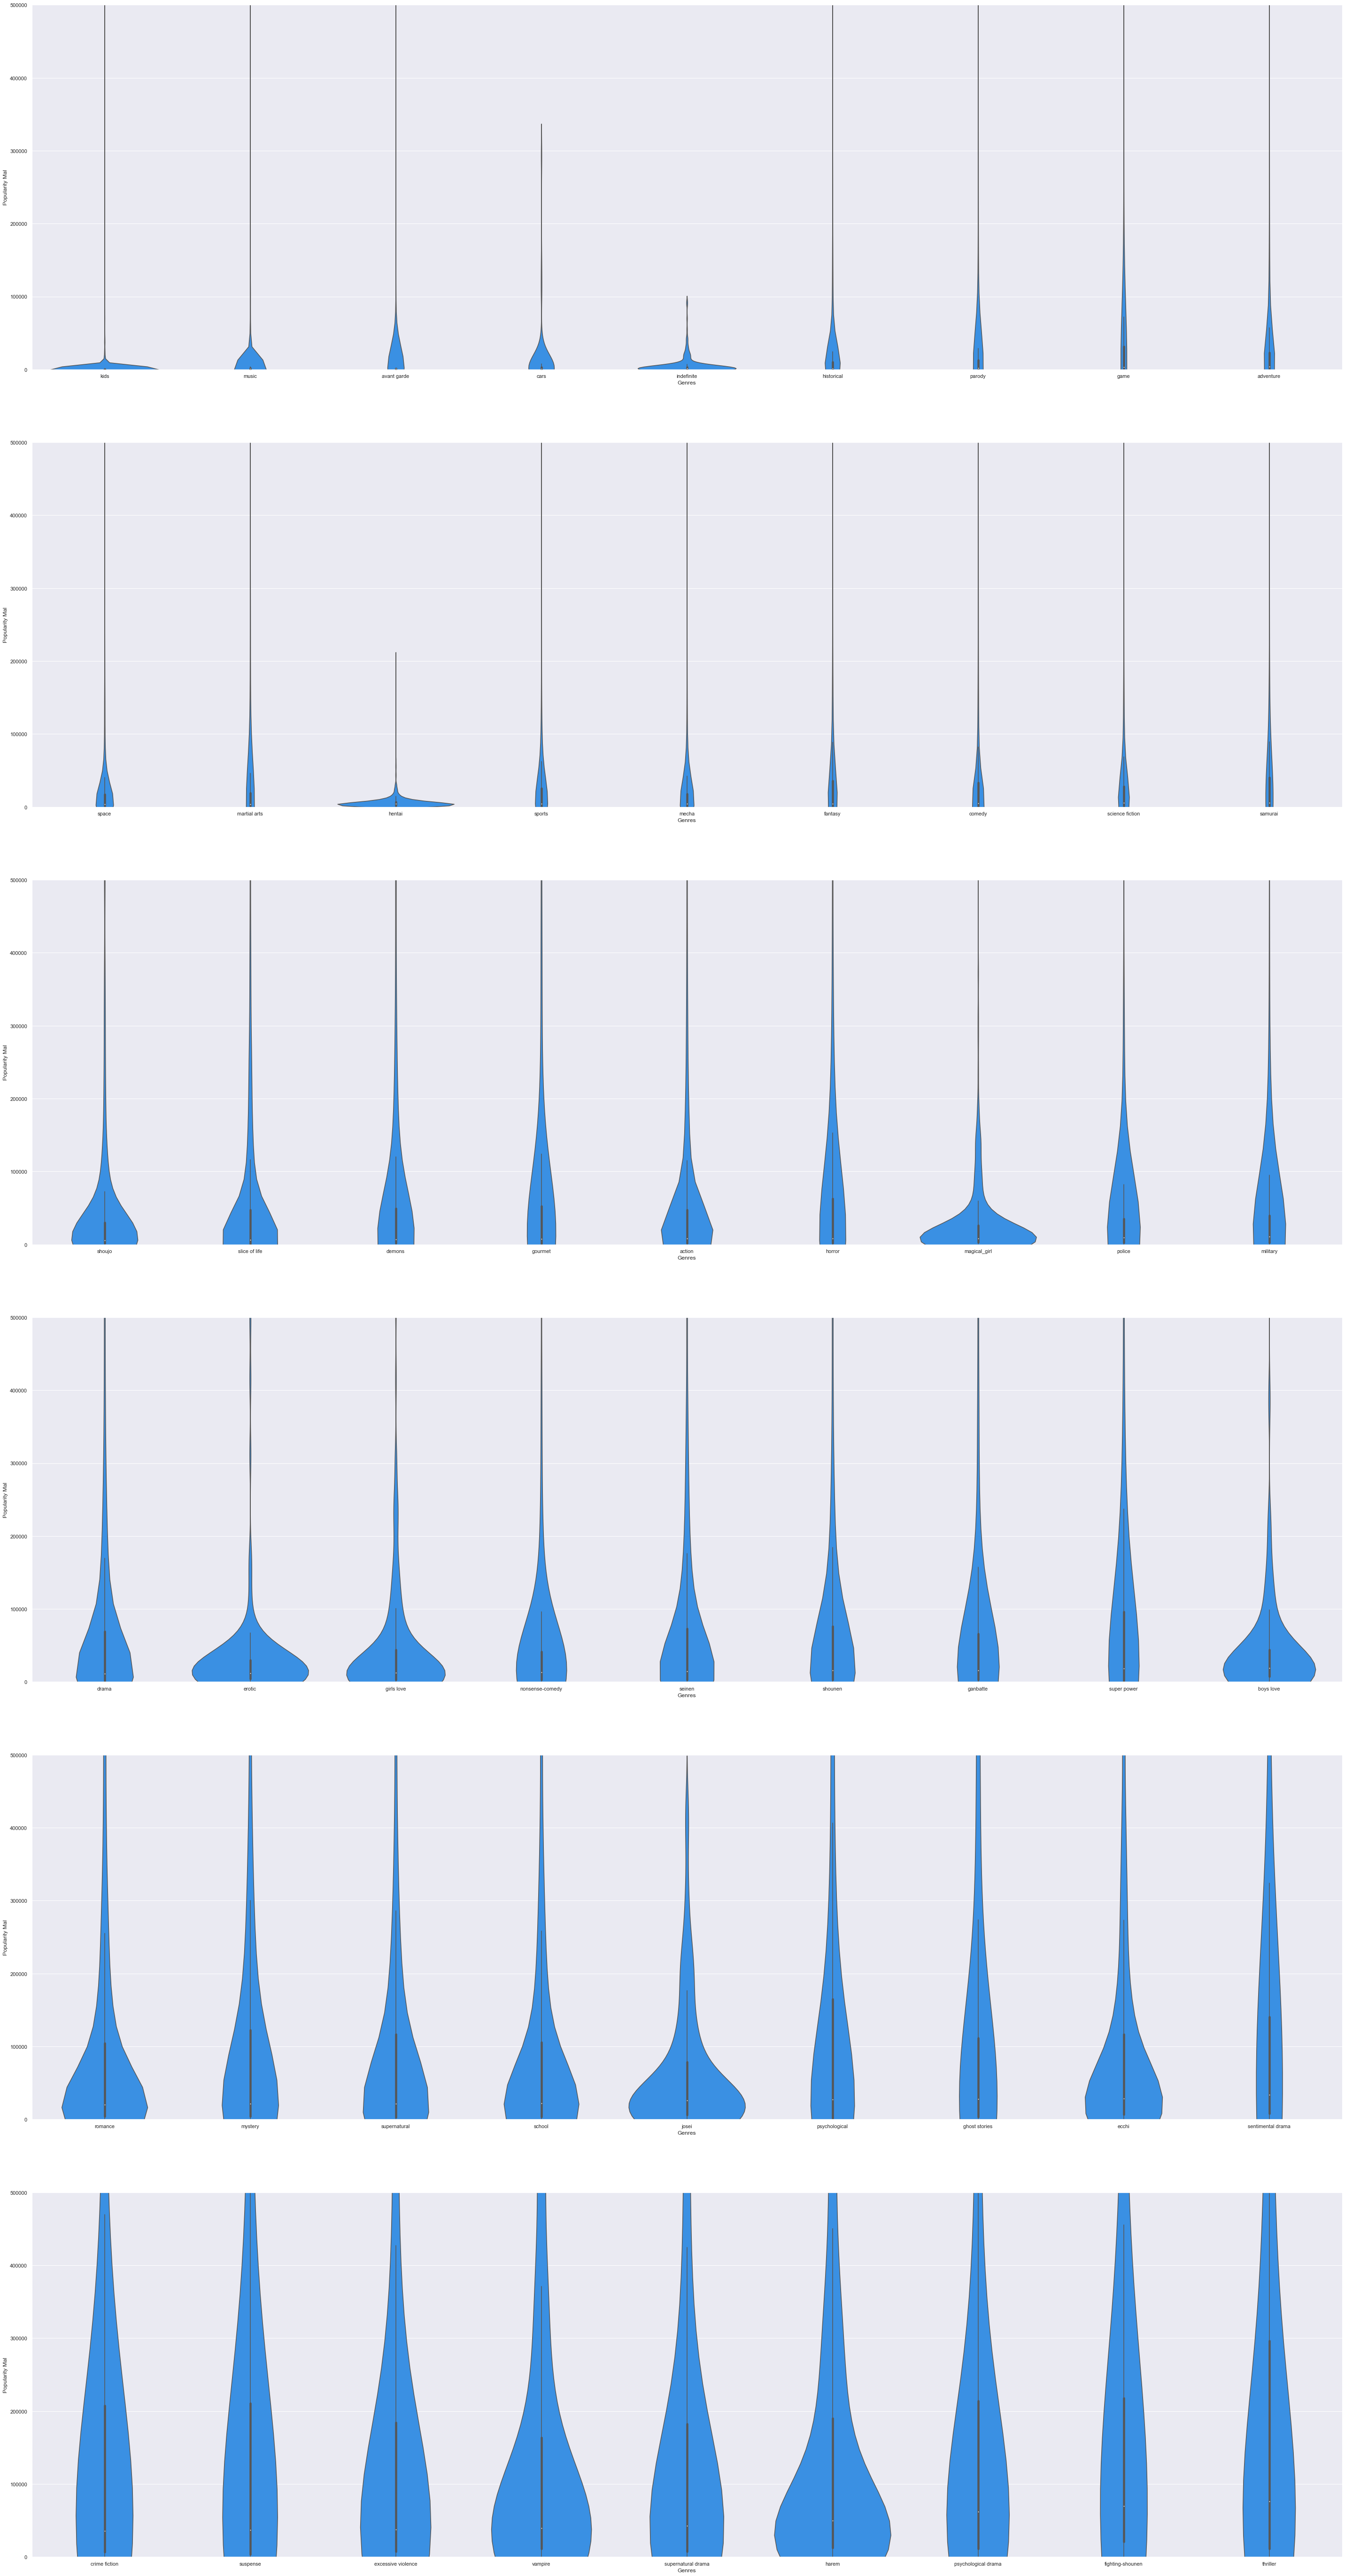 500000
400000
300000
200000
100000
0
Popularity Mal
kids music avant garde cars indefinite historical parody game adventure
Genres
500000
400000
300000
200000
100000
0
Popularity Mal
space martial arts hentai sports mecha fantasy comedy science fiction samurai
Genres
500000
400000
300000
200000
100000
0
Popularity Mal
shoujo slice of life demons gourmet action horror magical_girl police military
Genres
500000
400000
300000
200000
100000
0
Popularity Mal
drama erotic girls love nonsense-comedy seinen shounen ganbatte super power boys love
Genres
500000
400000
300000
200000
100000
0
Popularity Mal
romance mystery supernatural school josei psychological ghost stories ecchi sentimental drama
Genres
500000
400000
300000
200000
100000
0
Popularity Mal
crime fiction suspense excessive violence vampire supernatural drama harem psychological drama fighting-shounen thriller
Genres